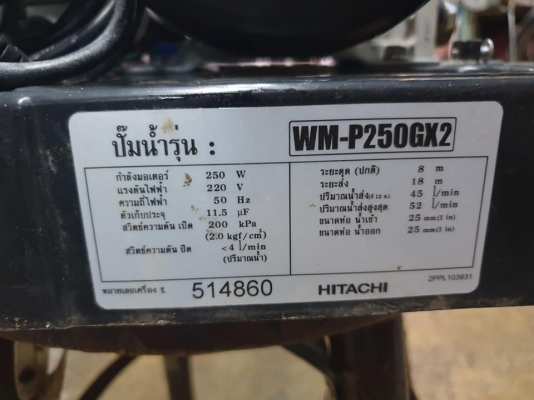 ปั๊มน้ำรุ่น : WM-P250GX2
กำลังมอเตอร์ 250 W
แรงดันไฟฟ้า 220 V
ความถี่ไฟฟ้า 50 Hz
ตัวเก็บประจุ 11.5 µF
สวิตช์ความดัน เปิด 200 kPa
(2.0 kgf/cm²)
สวิตช์ความดัน ปิด <4 l/min
(ปริมาณน้ำ)
ระยะดูด (ปกติ) 8 m
ระยะส่ง 18 m
ปริมาณน้ำส่ง(ที่ 12 ม.) 45 l/min
ปริมาณน้ำส่งสูงสุด 52 l/min
ขนาดท่อ น้ำเข้า 25 mm(1 in)
ขนาดท่อ น้ำออก 25 mm(1 in)
2PPL103931
หมายเลขเครื่อง 514860 HITACHI